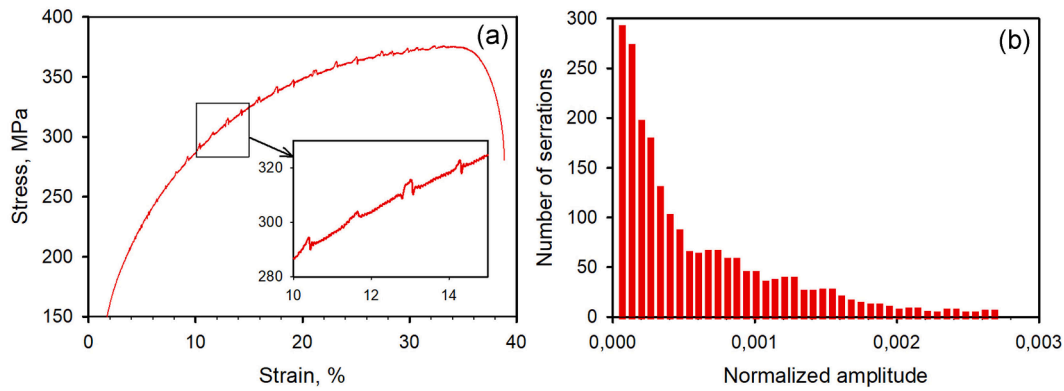 (a)
Stress, MPa
400
350
300
250
200
150
0 10 20 30 40
Strain, %
320
300
280
10 12 14
(b)
Number of serrations
300
250
200
150
100
50
0
0,000 0,001 0,002 0,003
Normalized amplitude